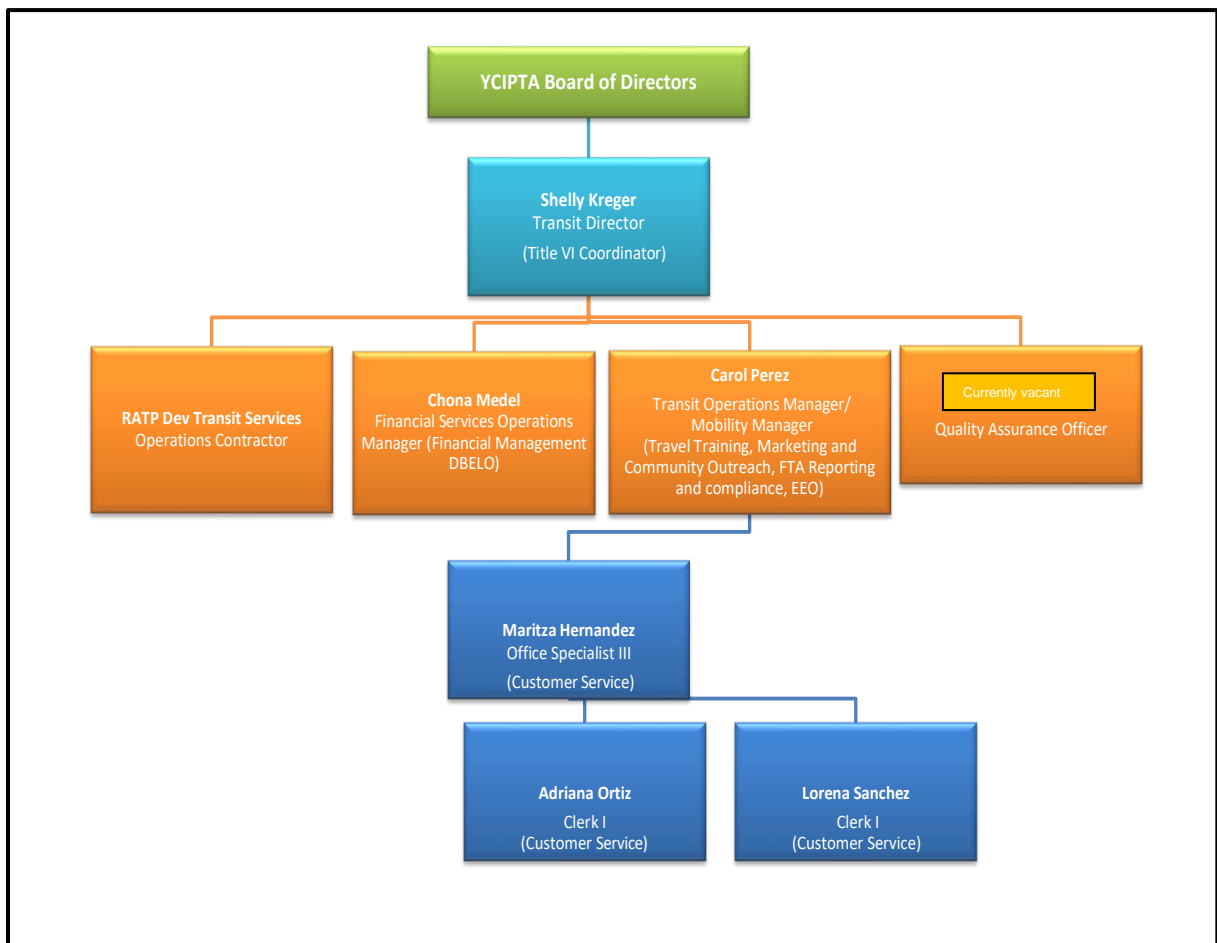 YCIPTA Board of Directors
Shelly Kreger
Transit Director
(Title VI Coordinator)
RATP Dev Transit Services
Operations Contractor
Chona Medel
Financial Services Operations
Manager (Financial Management
DBELO)
Carol Perez
Transit Operations Manager/
Mobility Manager
(Travel Training, Marketing and
Community Outreach, FTA Reporting
and compliance, EEO)
Currently vacant
Quality Assurance Officer
Maritza Hernandez
Office Specialist III
(Customer Service)
Adriana Ortiz
Clerk I
(Customer Service)
Lorena Sanchez
Clerk I
(Customer Service)